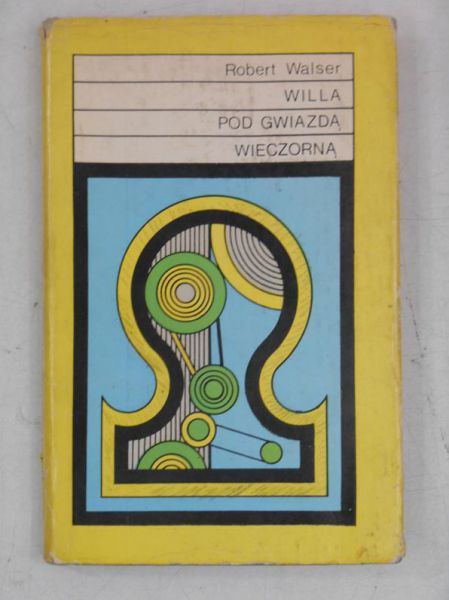 Robert Walser
WILLA
POD GWIAZDĄ
WIECZORNĄ